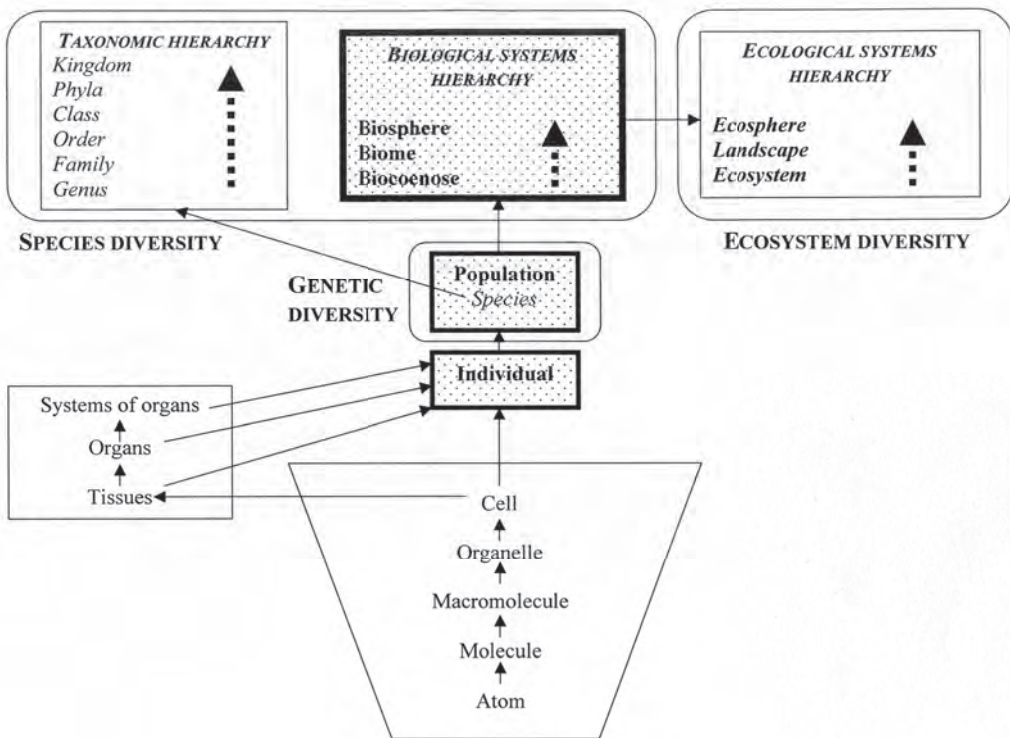 TAXONOMIC HIERARCHY
Kingdom
Phyla
Class
Order
Family
Genus
BIOLOGICAL SYSTEMS
HIERARCHY
Biosphere
Biome
Biocoenose
ECOLOGICAL SYSTEMS
HIERARCHY
Ecosphere
Landscape
Ecosystem
SPECIES DIVERSITY
ECOSYSTEM DIVERSITY
GENETIC
DIVERSITY
Population
Species
Individual
Systems of organs
Organs
Tissues
Cell
Organelle
Macromolecule
Molecule
Atom